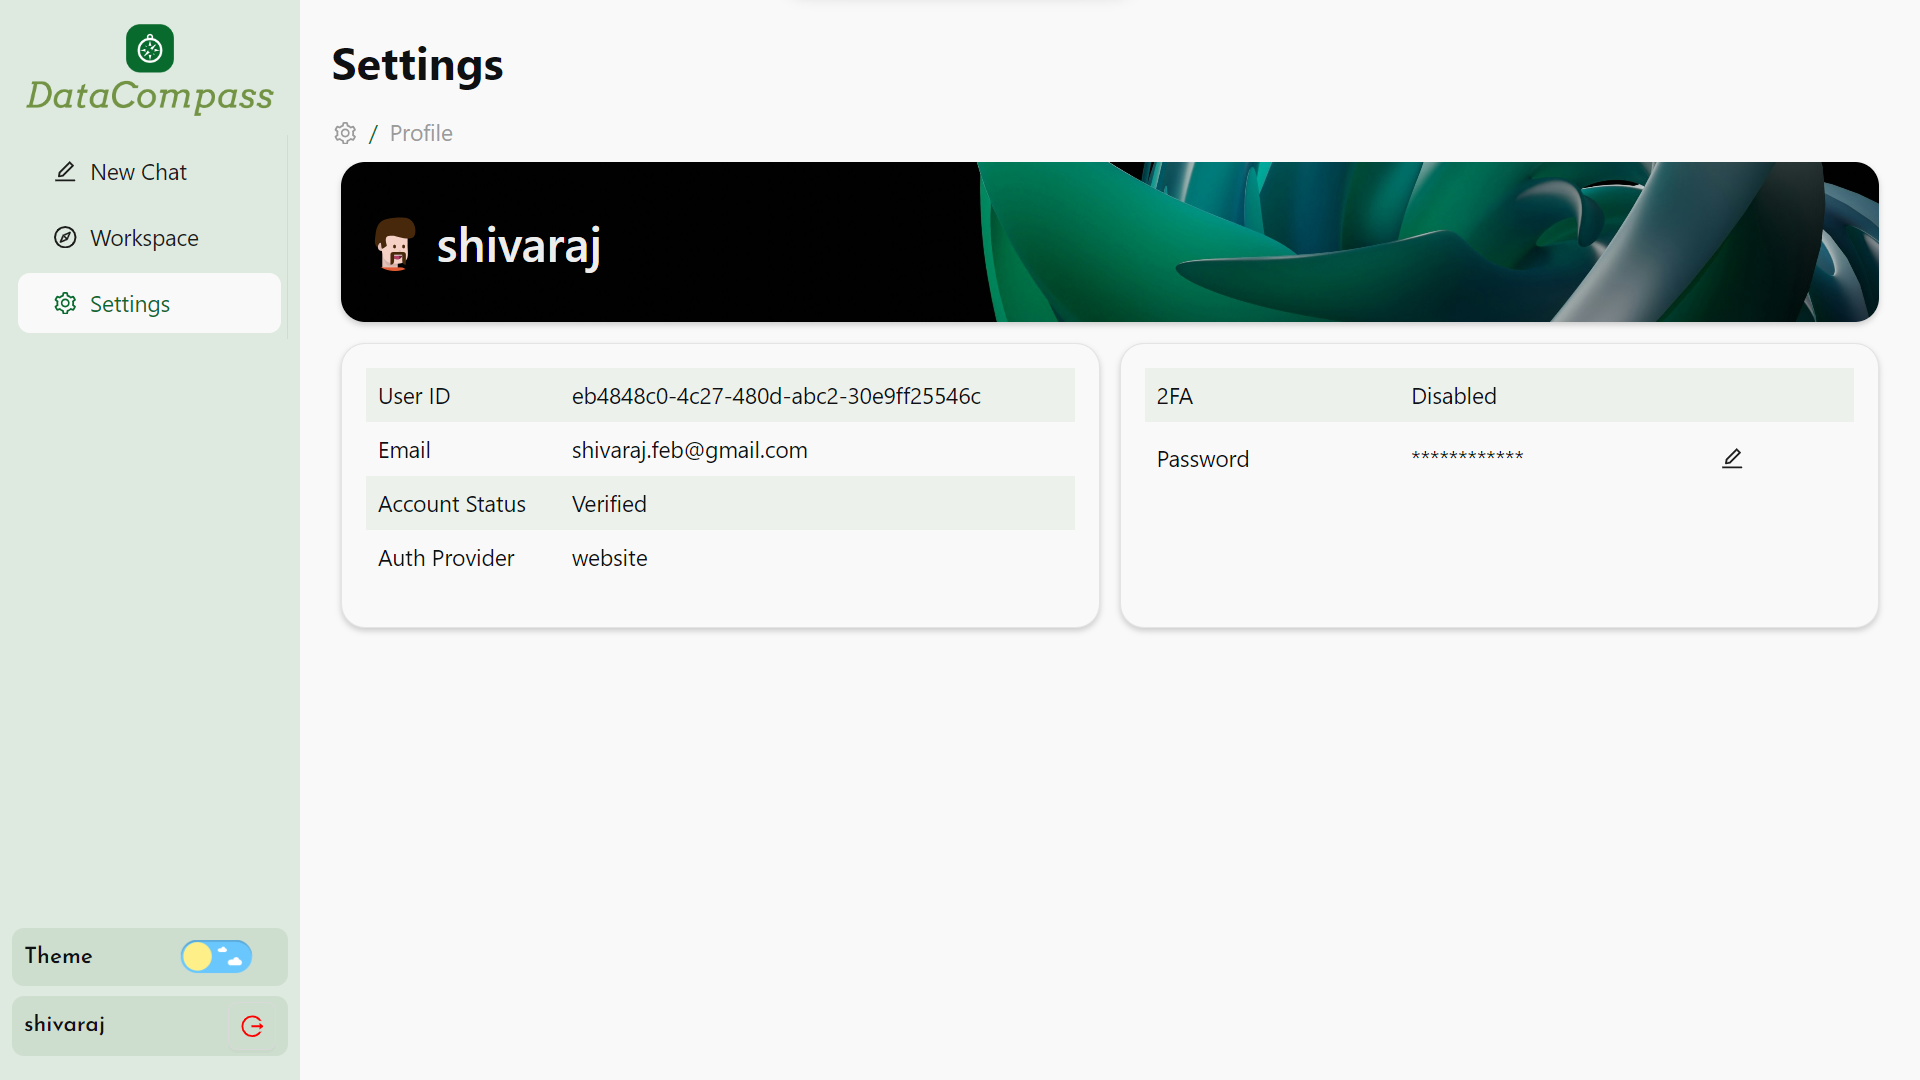 DataCompass
New Chat
Workspace
Settings
Theme
shivaraj
Settings
/ Profile
shivaraj
User ID eb4848c0-4c27-480d-abc2-30e9ff25546c
Email shivaraj.feb@gmail.com
Account Status Verified
Auth Provider website
2FA Disabled
Password ************